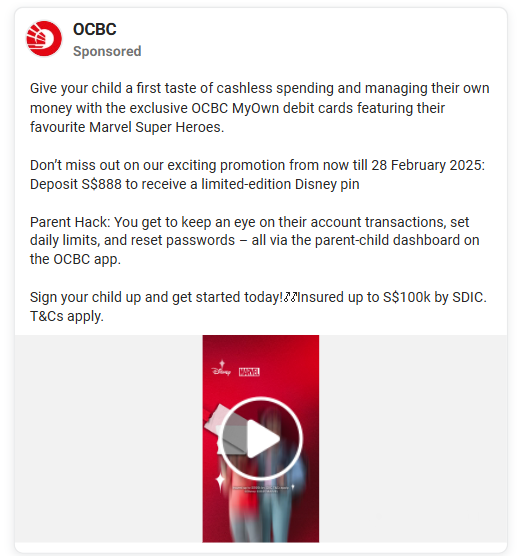 OCBC
Sponsored
Give your child a first taste of cashless spending and managing their own
money with the exclusive OCBC MyOwn debit cards featuring their
favourite Marvel Super Heroes.
Don’t miss out on our exciting promotion from now till 28 February 2025:
Deposit S$888 to receive a limited-edition Disney pin
Parent Hack: You get to keep an eye on their account transactions, set
daily limits, and reset passwords – all via the parent-child dashboard on
the OCBC app.
Sign your child up and get started today!Insured up to S$100k by SDIC.
T&Cs apply.
Disney MARVEL